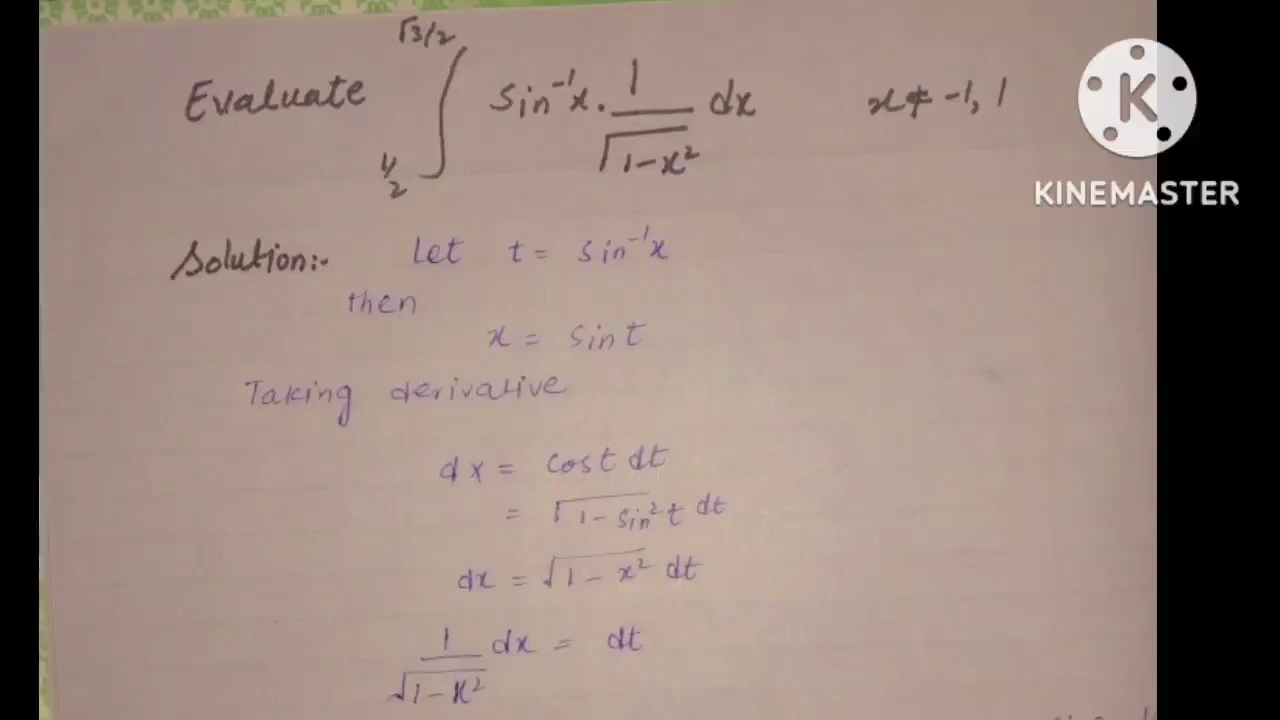 Evaluate ∫_{1/2}^{√3/2} sin⁻¹x · 1/√(1-x²) dx x ≠ -1, 1
K
KINEMASTER
Solution:- Let t = sin⁻¹x
then
x = sin t
Taking derivative
dx = cost dt
= √(1 - sin²t) dt
dx = √(1 - x²) dt
1/√(1-x²) dx = dt